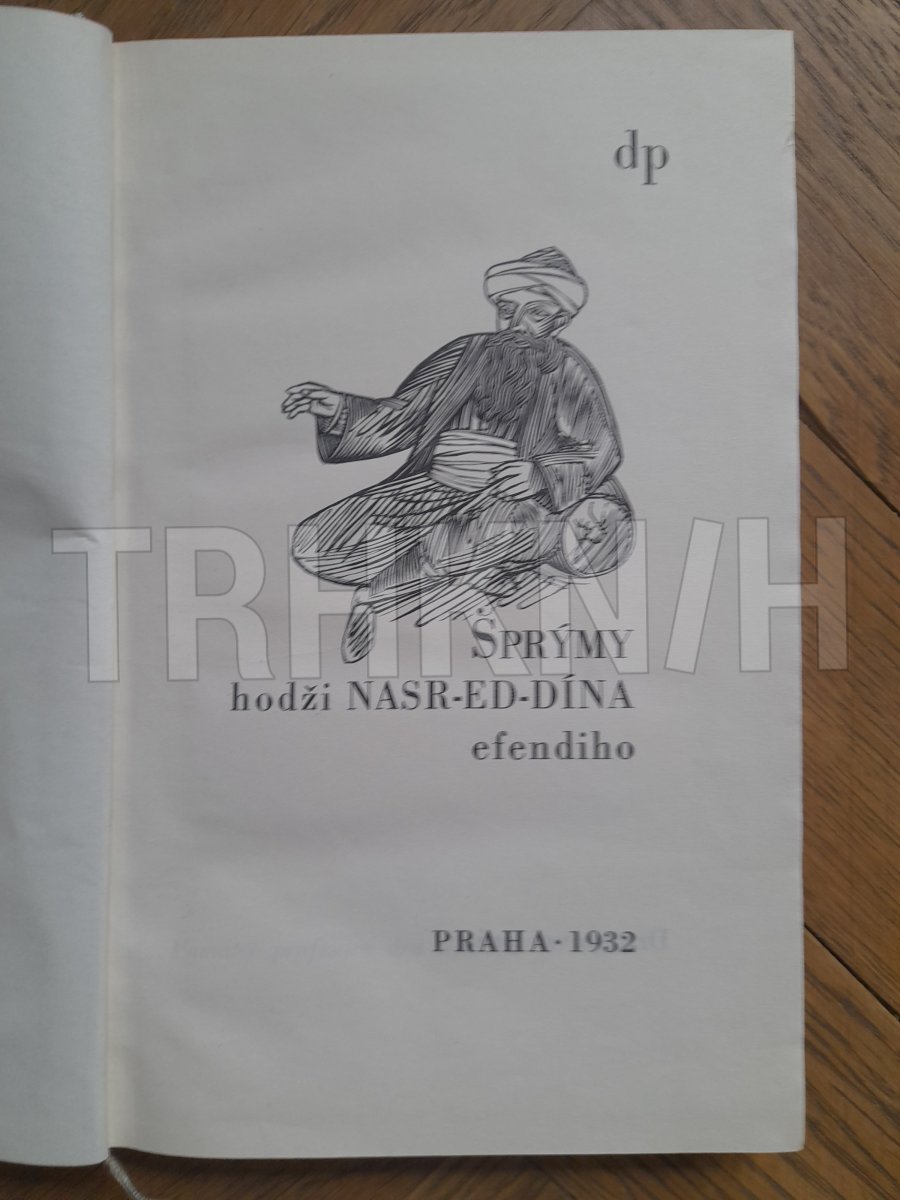 dp
TRHKNIH
ŠPRÝMY
hodži NASR-ED-DÍNA
efendiho
PRAHA · 1932